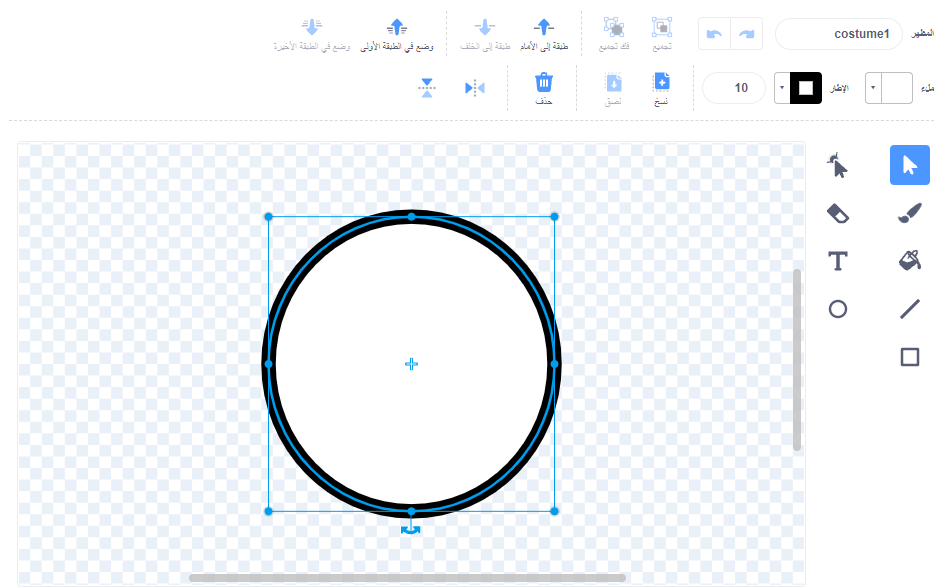 المظهر
costume1
تجميع
فك تجميع
طبقة إلى الأمام
طبقة إلى الخلف
وضع في الطبقة الأولى
وضع في الطبقة الأخيرة
ملء
الإطار
10
نسخ
لصق
حذف